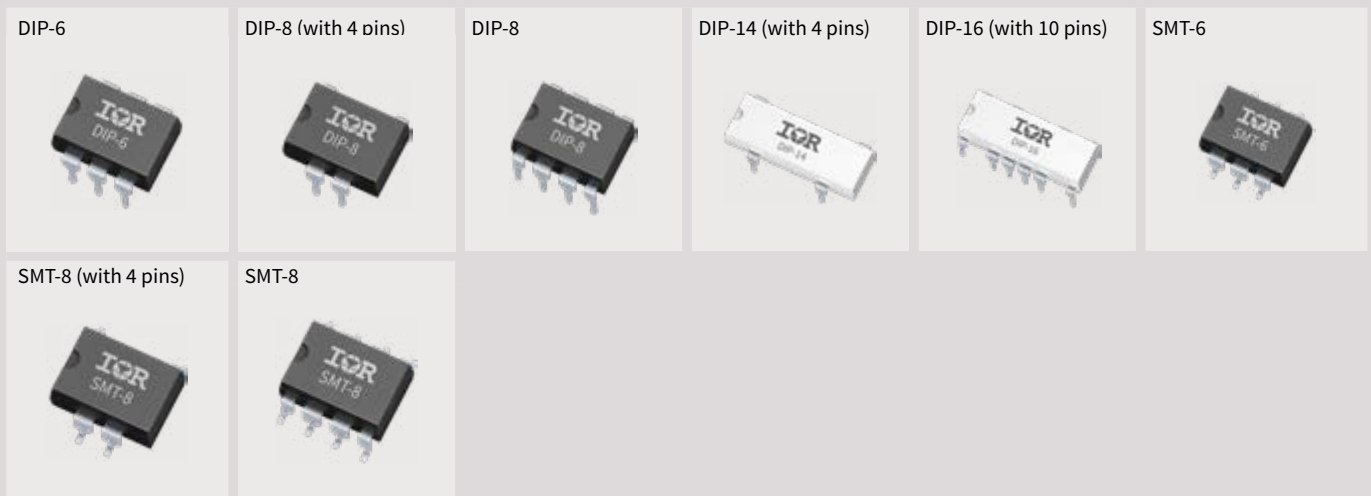 DIP-6
DIP-8 (with 4 pins)
DIP-8
DIP-14 (with 4 pins)
DIP-16 (with 10 pins)
SMT-6
IOR
DIP-6
IOR
DIP-8
IOR
DIP-8
IOR
DIP-14
IOR
DIP-16
IOR
SMT-6
SMT-8 (with 4 pins)
SMT-8
IOR
SMT-8
IOR
SMT-8